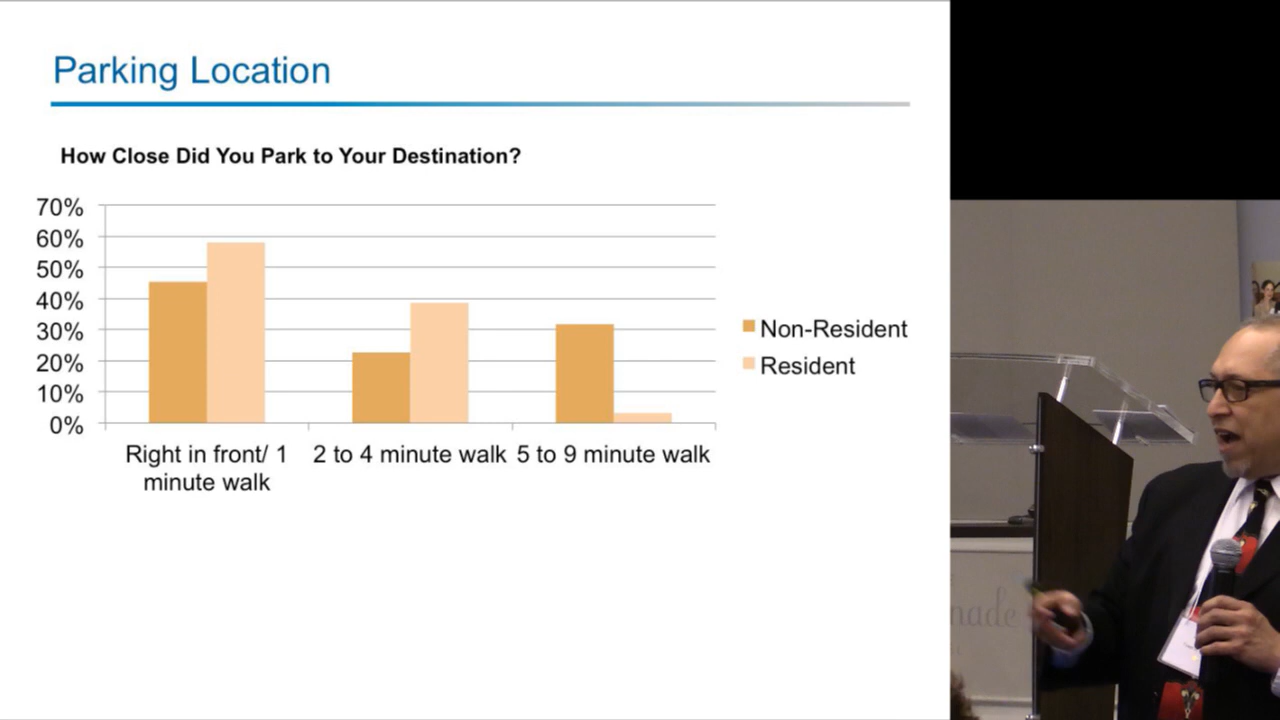 Parking Location
How Close Did You Park to Your Destination?
70%
60%
50%
40%
30%
20%
10%
0%
Right in front/ 1
minute walk
2 to 4 minute walk
5 to 9 minute walk
Non-Resident
Resident